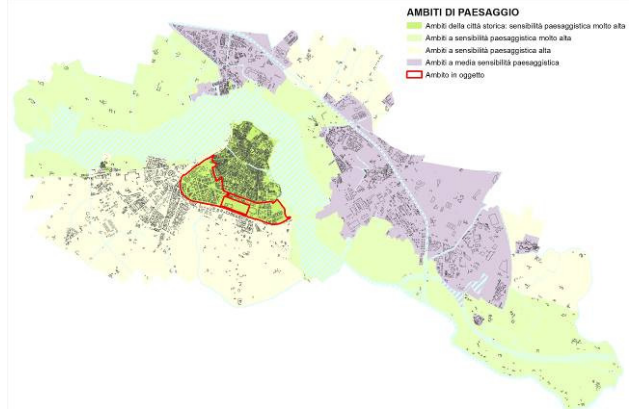 AMBITI DI PAESAGGIO
Ambiti della città storica: sensibilità paesaggistica molto alta
Ambiti a sensibilità paesaggistica molto alta
Ambiti a sensibilità paesaggistica alta
Ambiti a media sensibilità paesaggistica
Ambito in oggetto